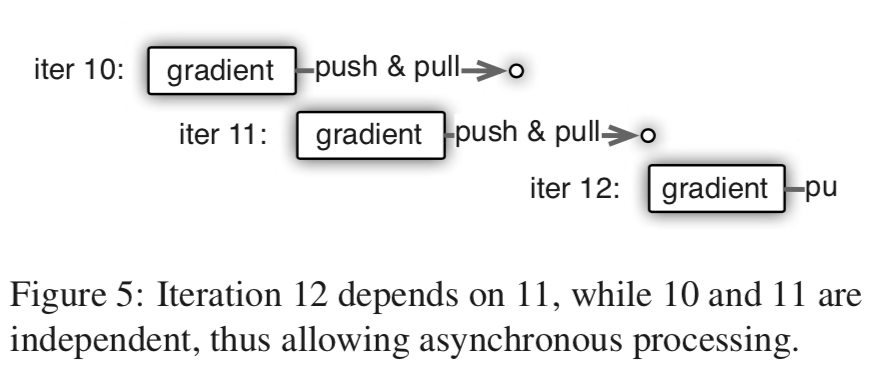 iter 10: gradient push & pull
iter 11: gradient push & pull
iter 12: gradient pu
Figure 5: Iteration 12 depends on 11, while 10 and 11 are
independent, thus allowing asynchronous processing.